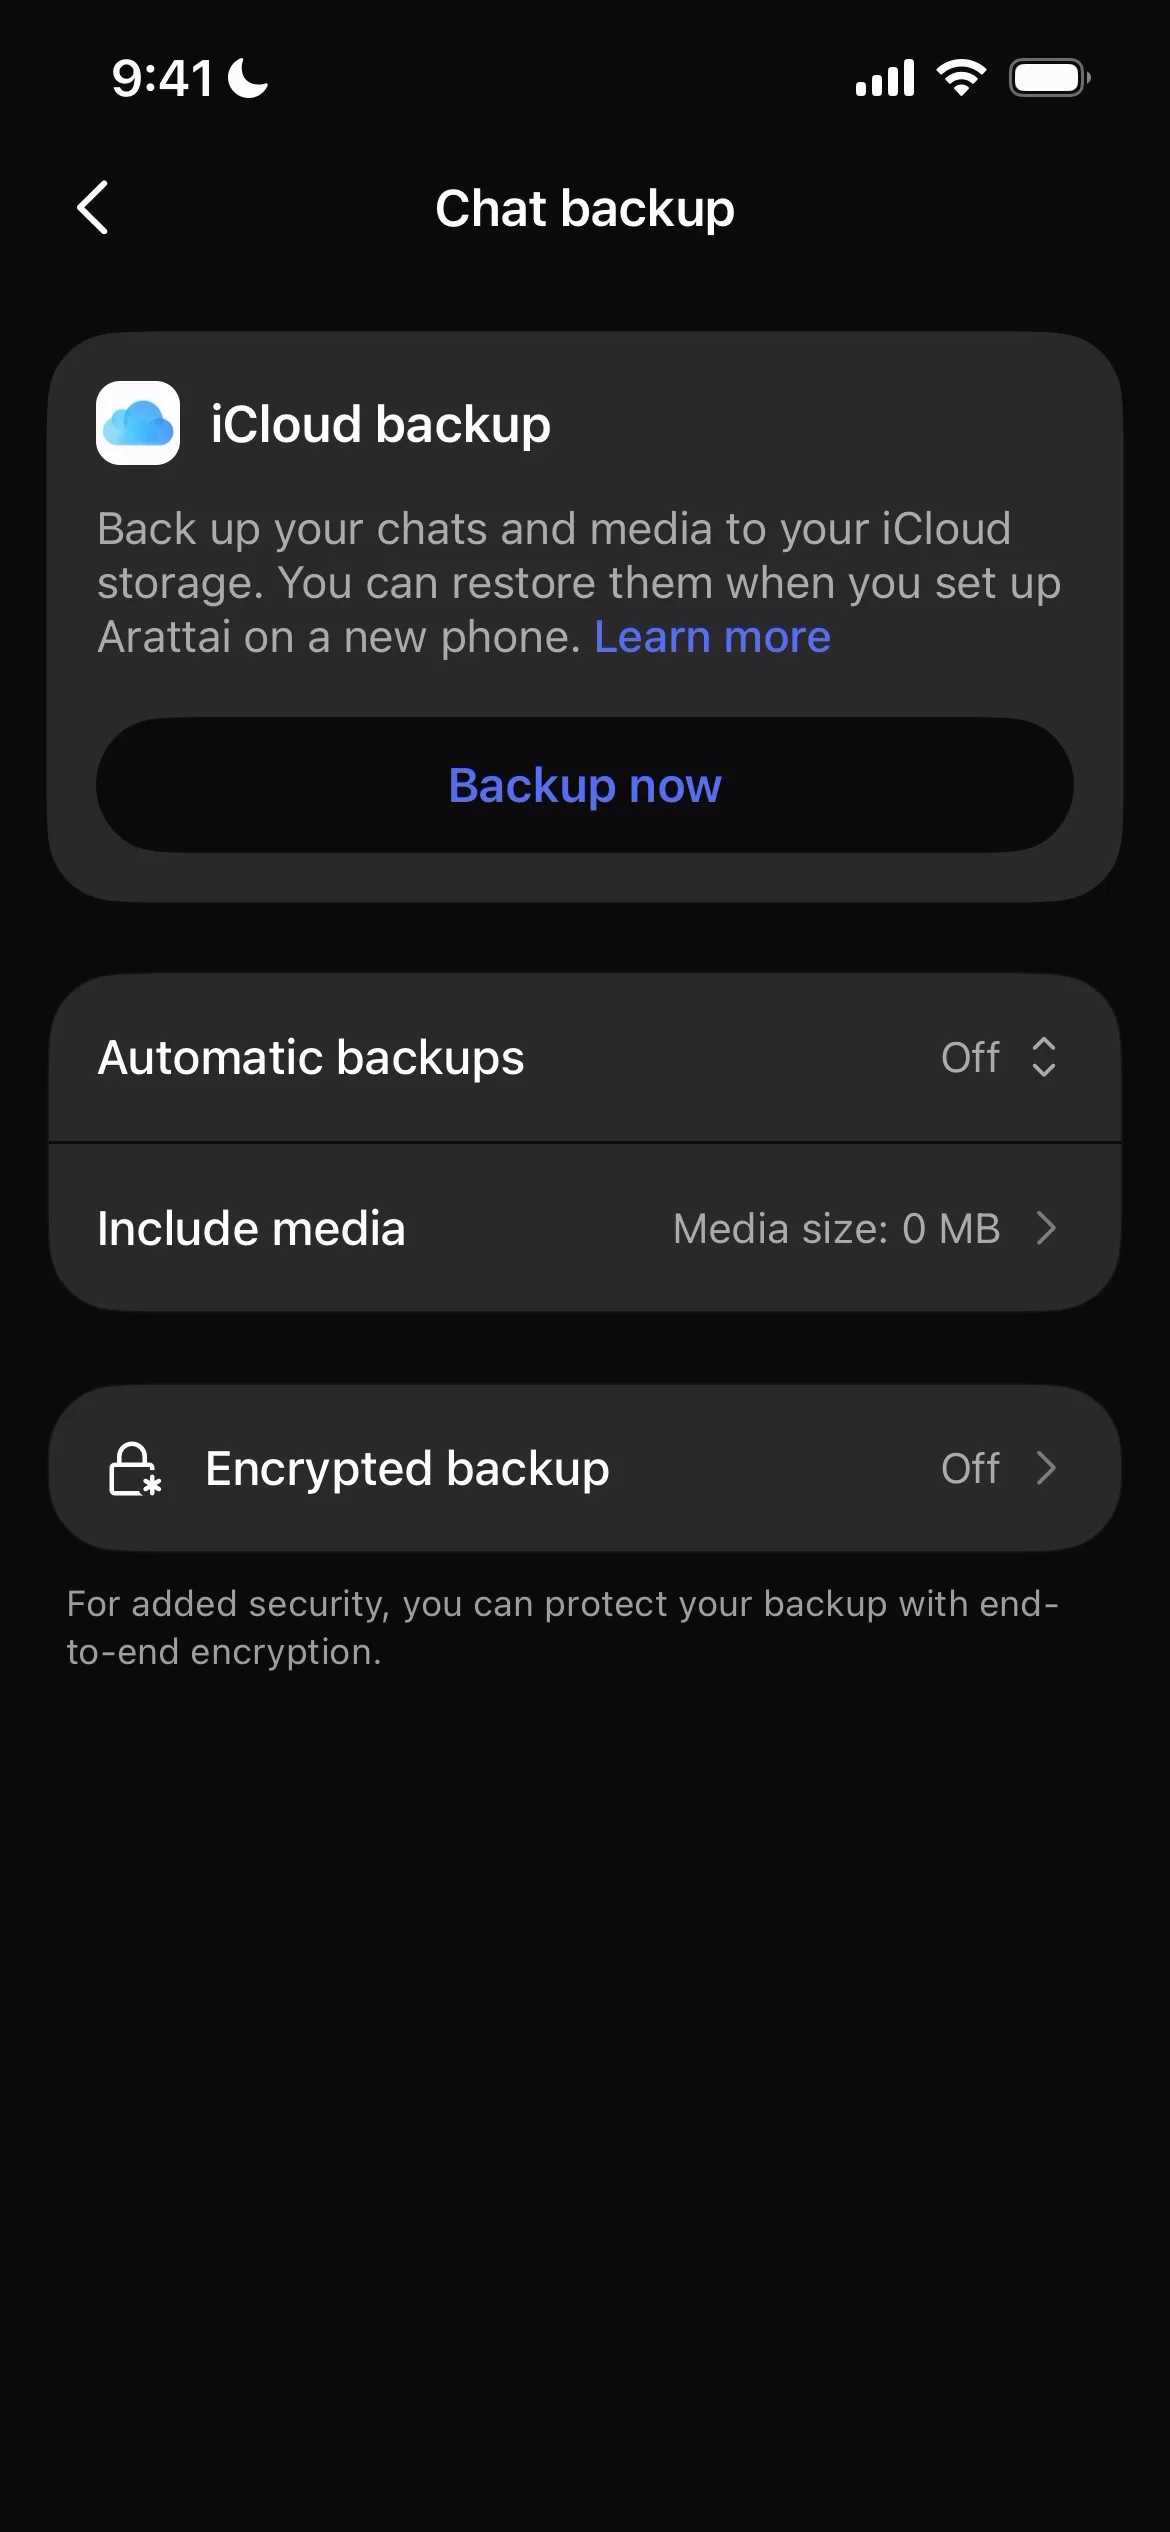 9:41
Chat backup
iCloud backup
Back up your chats and media to your iCloud
storage. You can restore them when you set up
Arattai on a new phone. Learn more
Backup now
Automatic backups Off
Include media Media size: 0 MB
Encrypted backup Off
For added security, you can protect your backup with end-
to-end encryption.